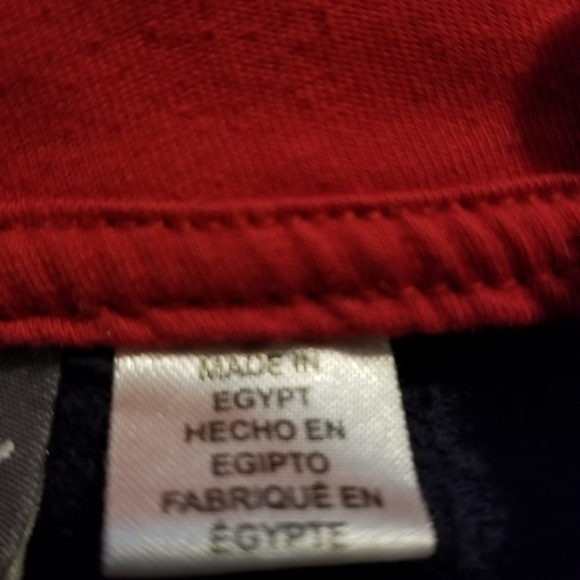 MADE IN
EGYPT
HECHO EN
EGIPTO
FABRIQUÉ EN
ÉGYPTE